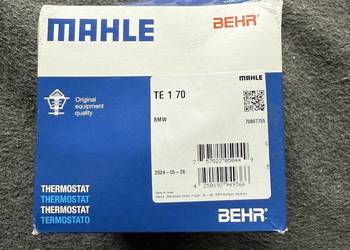 MAHLE
BEHR
MAHLE
TE 1 70
BMW
70807755
Original
equipment
quality
2024-05-28
THERMOSTAT
THERMOSTAT
THERMOSTAT
TERMOSTATO
BEHR